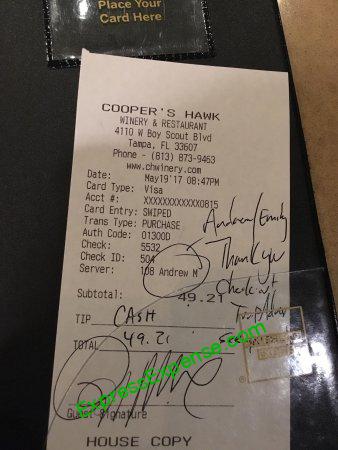 Place Your
Card Here
COOPER'S HAWK
WINERY & RESTAURANT
4110 W Boy Scout Blvd
Tampa, FL 33607
Phone - (813) 873-9463
www.chwinery.com
Date: May19'17 08:47PM
Card Type: Visa
Acct #: XXXXXXXXXXXX0815
Card Entry: SWIPED
Trans Type: PURCHASE
Auth Code: 01300D
Check: 5532
Check ID: 504
Server: 108 Andrew M
Andrew/Emily
Thank you
Check out
Subtotal: 49.21
TIP CASH
TOTAL 49.21
ExpressExpense.com
Guest Signature
HOUSE COPY